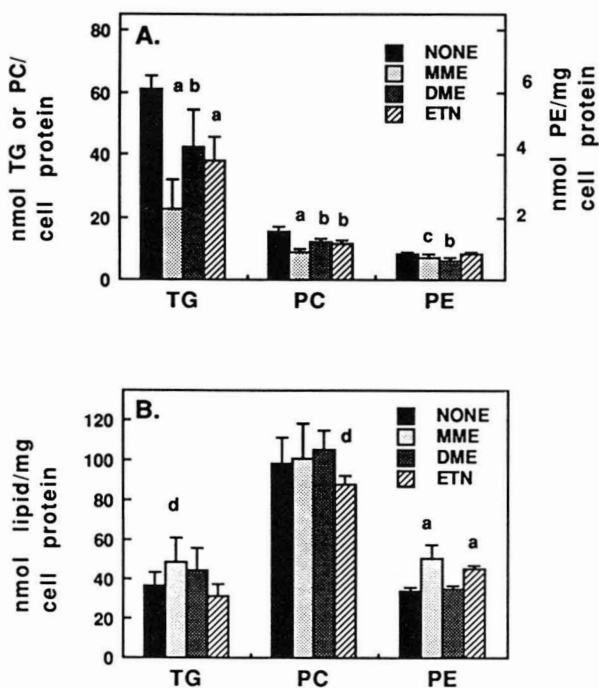 A.
80
60
40
20
0
nmol TG or PC/
cell protein
a b
a
a
b b
c b
NONE
MME
DME
ETN
6
4
2
nmol PE/mg
cell protein
TG PC PE
B.
120
100
80
60
40
20
0
nmol lipid/mg
cell protein
d
d
a
a
NONE
MME
DME
ETN
TG PC PE